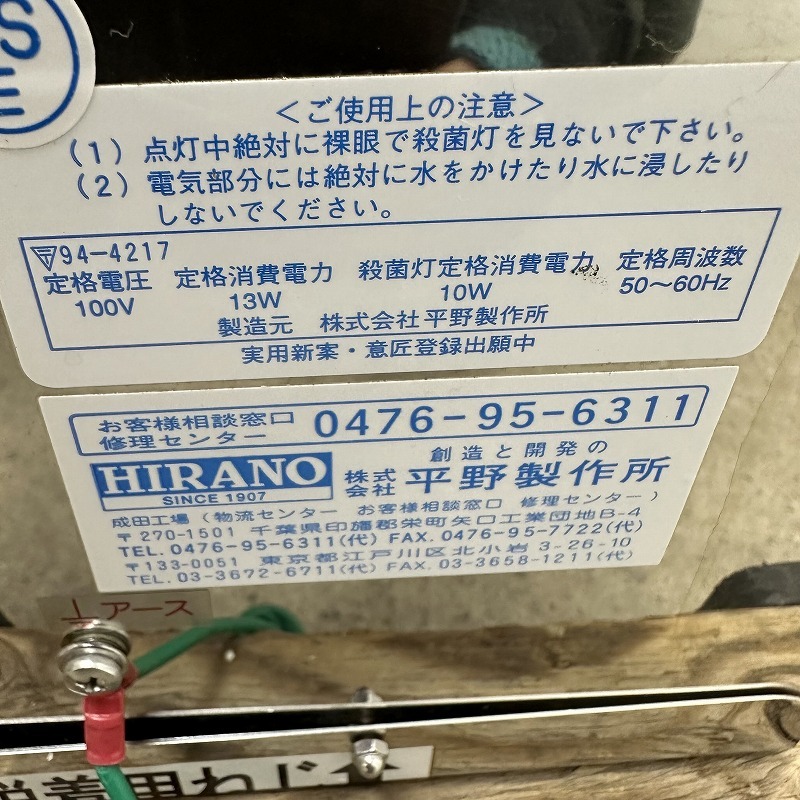 S
<ご使用上の注意>
(1) 点灯中絶対に裸眼で殺菌灯を見ないで下さい。
(2) 電気部分には絶対に水をかけたり水に浸したり
しないでください。
94-4217
定格電圧 定格消費電力 殺菌灯定格消費電力 定格周波数
100V 13W 10W 50～60Hz
製造元 株式会社平野製作所
実用新案・意匠登録出願中
お客様相談窓口
修理センター
0476-95-6311
HIRANO
SINCE 1907
創造と開発の
株式会社 平野製作所
成田工場 (物流センター お客様相談窓口 修理センター)
〒270-1501 千葉県印旛郡栄町矢口工業団地B-4
TEL.0476-95-6311(代) FAX.0476-95-7722(代)
〒133-0051 東京都江戸川区北小岩3-26-10
TEL.03-3672-6711(代) FAX.03-3658-1211(代)
アース
脱着用ねじ